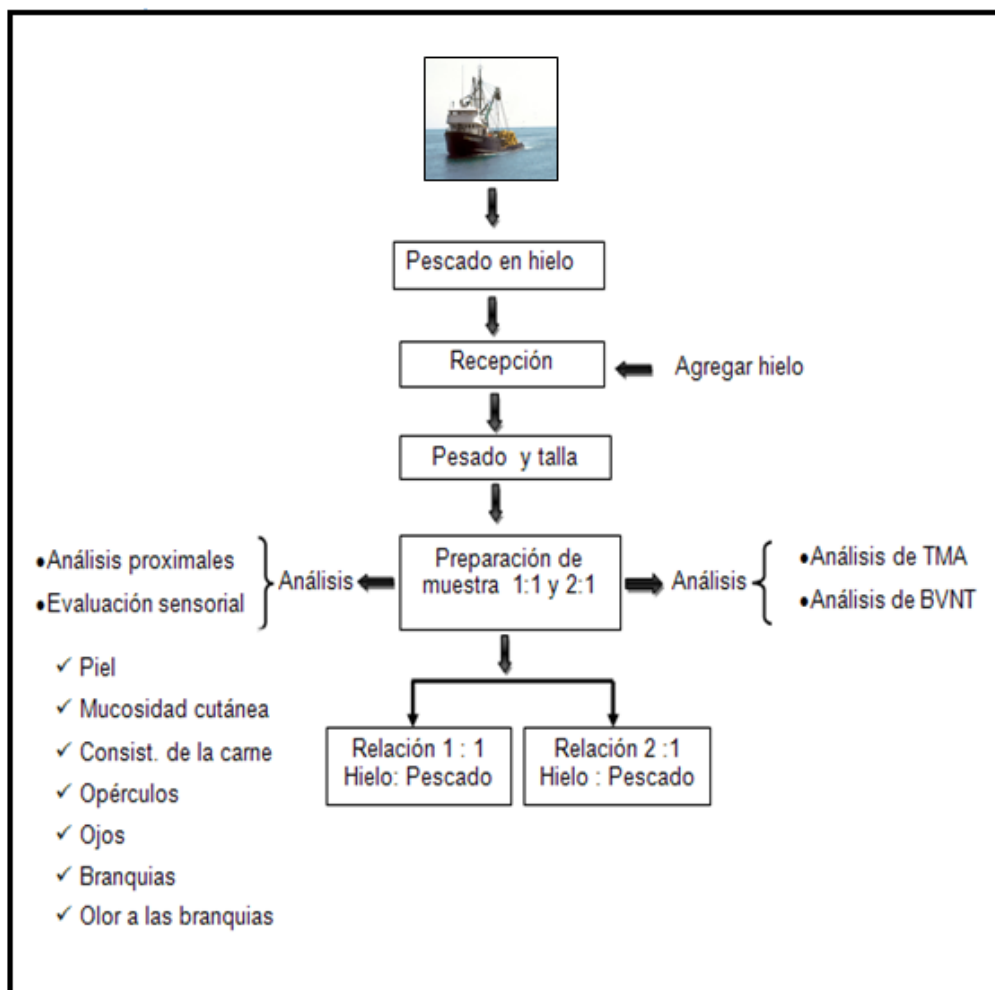 Pescado en hielo
Recepción
Agregar hielo
Pesado y talla
Preparación de
muestra 1:1 y 2:1
Análisis
•Análisis proximales
•Evaluación sensorial
✓ Piel
✓ Mucosidad cutánea
✓ Consist. de la carne
✓ Opérculos
✓ Ojos
✓ Branquias
✓ Olor a las branquias
Análisis
•Análisis de TMA
•Análisis de BVNT
Relación 1 : 1
Hielo: Pescado
Relación 2 :1
Hielo : Pescado